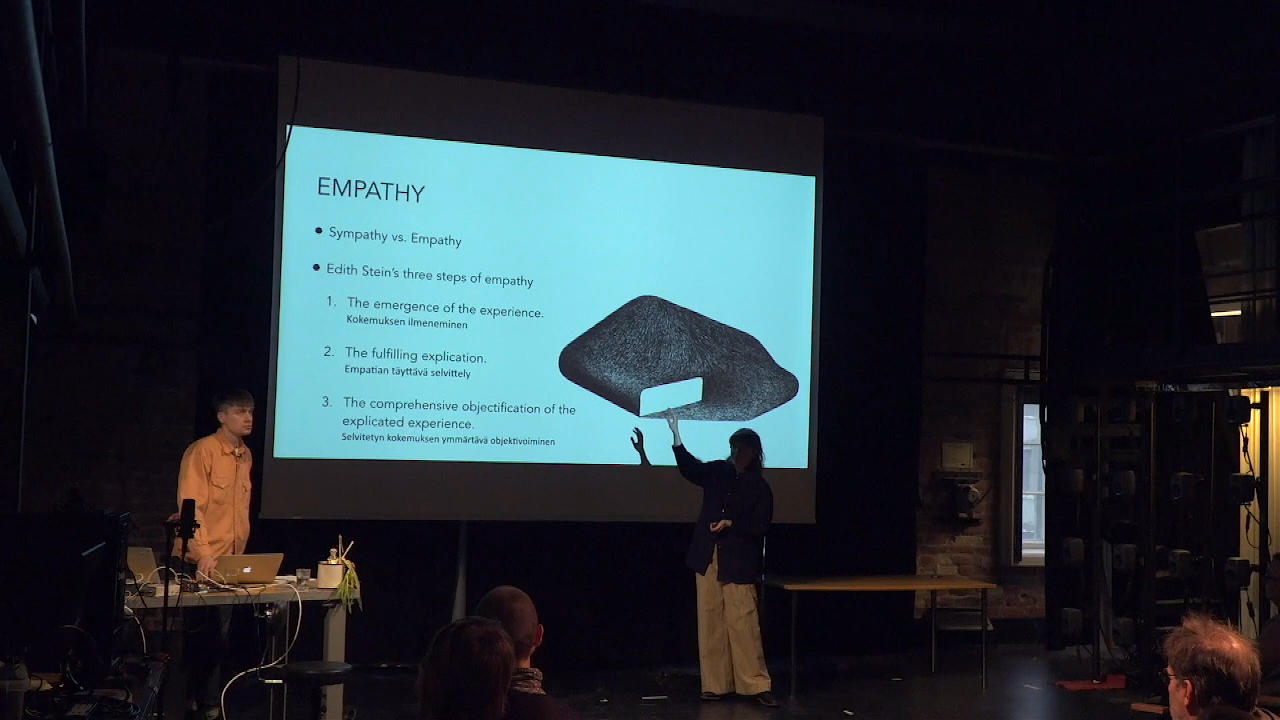 EMPATHY
Sympathy vs. Empathy
Edith Stein's three steps of empathy
1. The emergence of the experience.
Kokemuksen ilmeneminen
2. The fulfilling explication.
Empatian täyttävä selvittely
3. The comprehensive objectification of the
explicated experience.
Selvitetyn kokemuksen ymmärtävä objektivoiminen